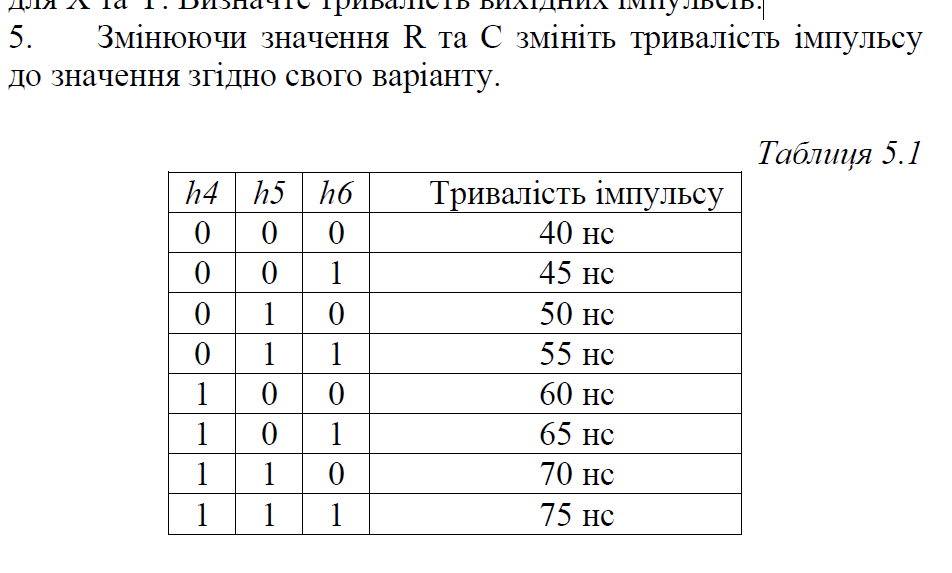 для X та Y. Визначте тривалість вихідних імпульсів.
5. Змінюючи значення R та C змініть тривалість імпульсу
до значення згідно свого варіанту.
Таблиця 5.1
h4 h5 h6 Тривалість імпульсу
0 0 0 40 нс
0 0 1 45 нс
0 1 0 50 нс
0 1 1 55 нс
1 0 0 60 нс
1 0 1 65 нс
1 1 0 70 нс
1 1 1 75 нс